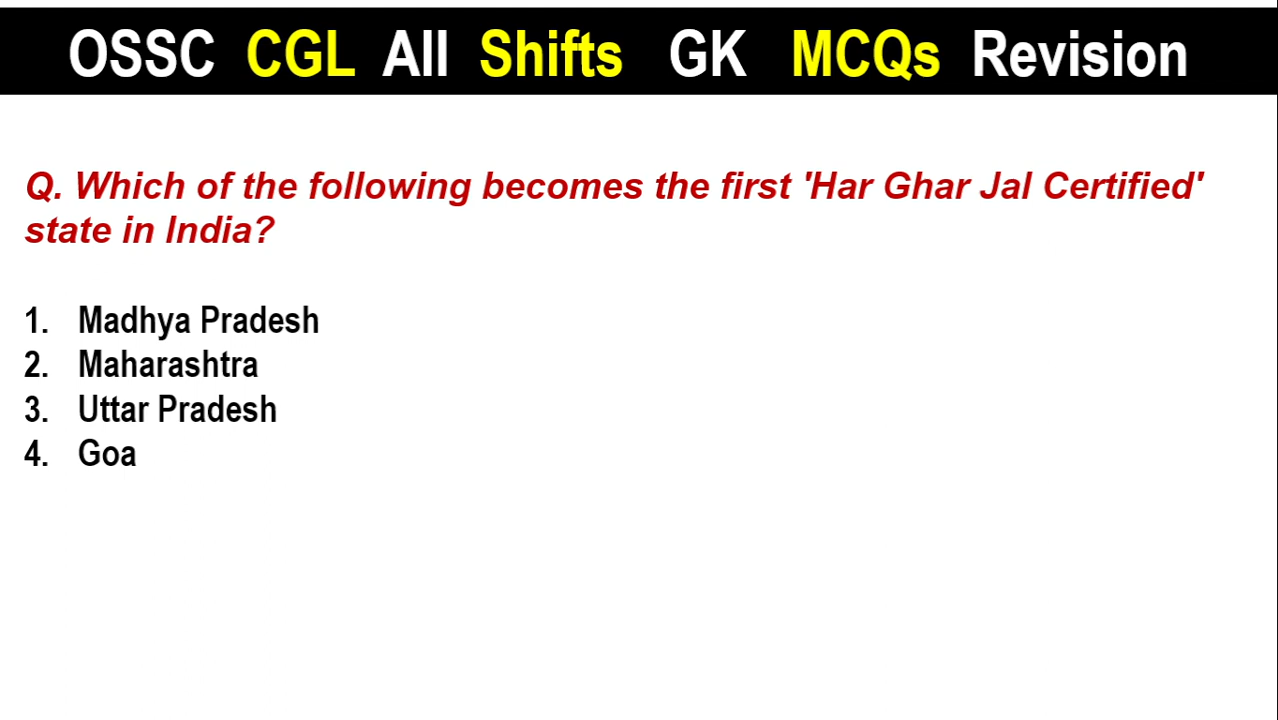 OSSC CGL All Shifts GK MCQs Revision
Q. Which of the following becomes the first 'Har Ghar Jal Certified'
state in India?
1. Madhya Pradesh
2. Maharashtra
3. Uttar Pradesh
4. Goa